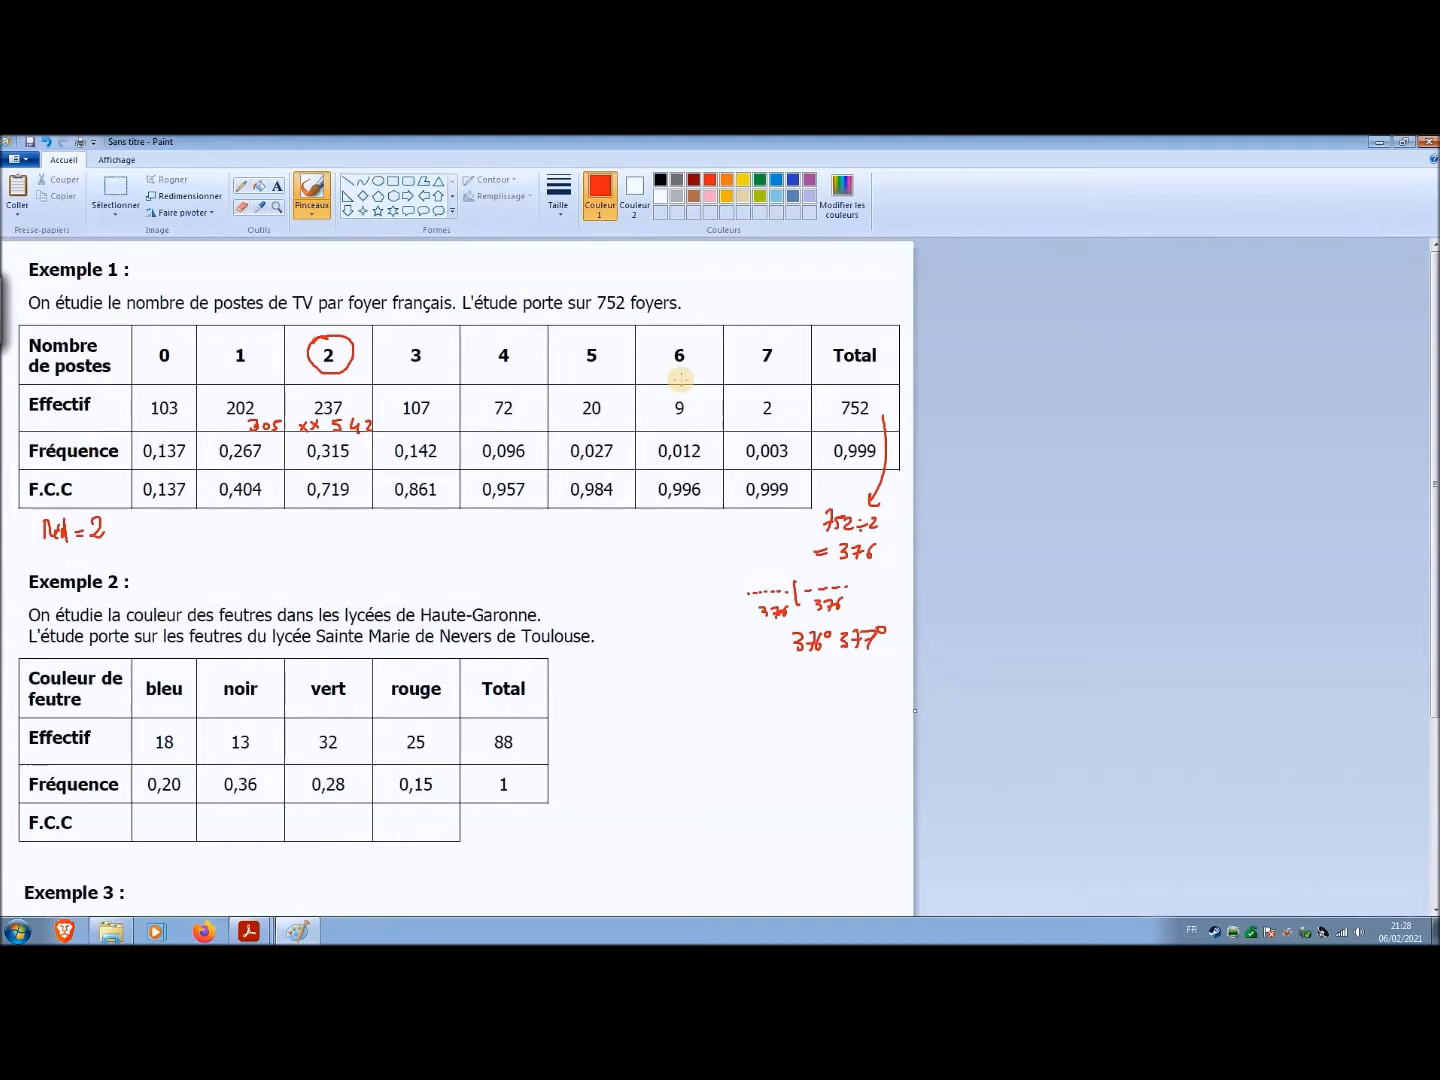 Sans titre - Paint
Accueil Affichage
Coller
Couper
Copier
Presse-papiers
Sélectionner
Rogner
Redimensionner
Faire pivoter
Image
A
Outils
Pinceaux
Contour
Remplissage
Formes
Taille
Couleur 1
Couleur 2
Modifier les couleurs
Couleurs
Exemple 1 :
On étudie le nombre de postes de TV par foyer français. L'étude porte sur 752 foyers.
Nombre de postes 0 1 2 3 4 5 6 7 Total
Effectif 103 202 237 107 72 20 9 2 752
305 xx 542
Fréquence 0,137 0,267 0,315 0,142 0,096 0,027 0,012 0,003 0,999
F.C.C 0,137 0,404 0,719 0,861 0,957 0,984 0,996 0,999
Med = 2
752÷2
= 376
376 376
376° 377°
Exemple 2 :
On étudie la couleur des feutres dans les lycées de Haute-Garonne.
L'étude porte sur les feutres du lycée Sainte Marie de Nevers de Toulouse.
Couleur de feutre bleu noir vert rouge Total
Effectif 18 13 32 25 88
Fréquence 0,20 0,36 0,28 0,15 1
F.C.C
Exemple 3 :
FR
21:28
06/02/2021